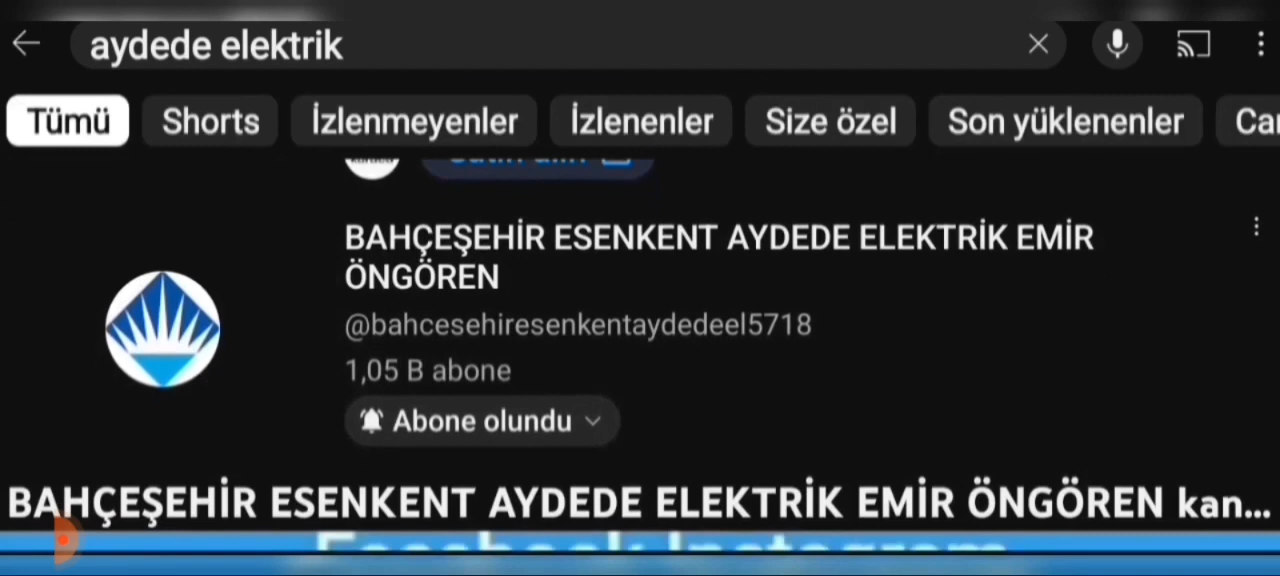 aydede elektrik
Tümü
Shorts
İzlenmeyenler
İzlenenler
Size özel
Son yüklenenler
BAHÇEŞEHİR ESENKENT AYDEDE ELEKTRİK EMİR
ÖNGÖREN
@bahcesehiresenkentaydedeel5718
1,05 B abone
Abone olundu
BAHÇEŞEHİR ESENKENT AYDEDE ELEKTRİK EMİR ÖNGÖREN kan...